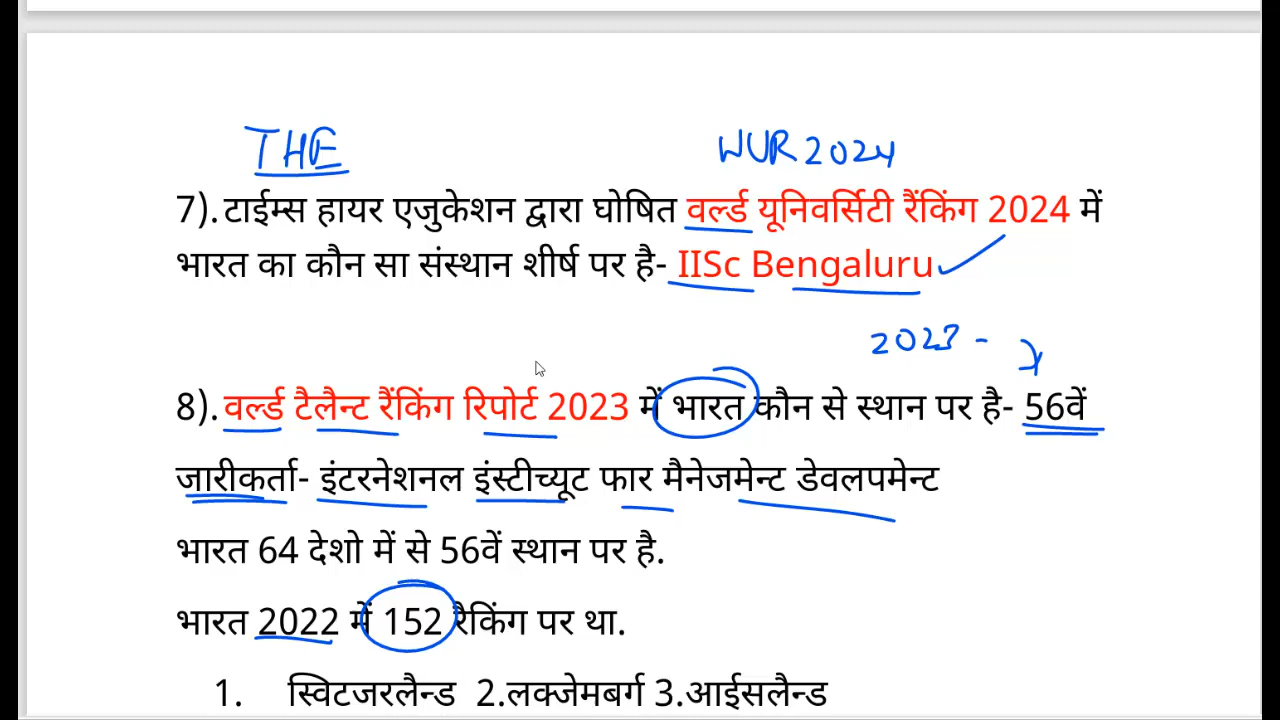 THE WUR 2024
7). टाईम्स हायर एजुकेशन द्वारा घोषित वर्ल्ड यूनिवर्सिटी रैंकिंग 2024 में
भारत का कौन सा संस्थान शीर्ष पर है- IISc Bengaluru
2023 -
8). वर्ल्ड टैलेन्ट रैंकिंग रिपोर्ट 2023 में भारत कौन से स्थान पर है- 56वें
जारीकर्ता- इंटरनेशनल इंस्टीच्यूट फार मैनेजमेन्ट डेवलपमेन्ट
भारत 64 देशो में से 56वें स्थान पर है.
भारत 2022 में 152 रैकिंग पर था.
1. स्विटजरलैन्ड 2.लक्जेमबर्ग 3.आईसलैन्ड